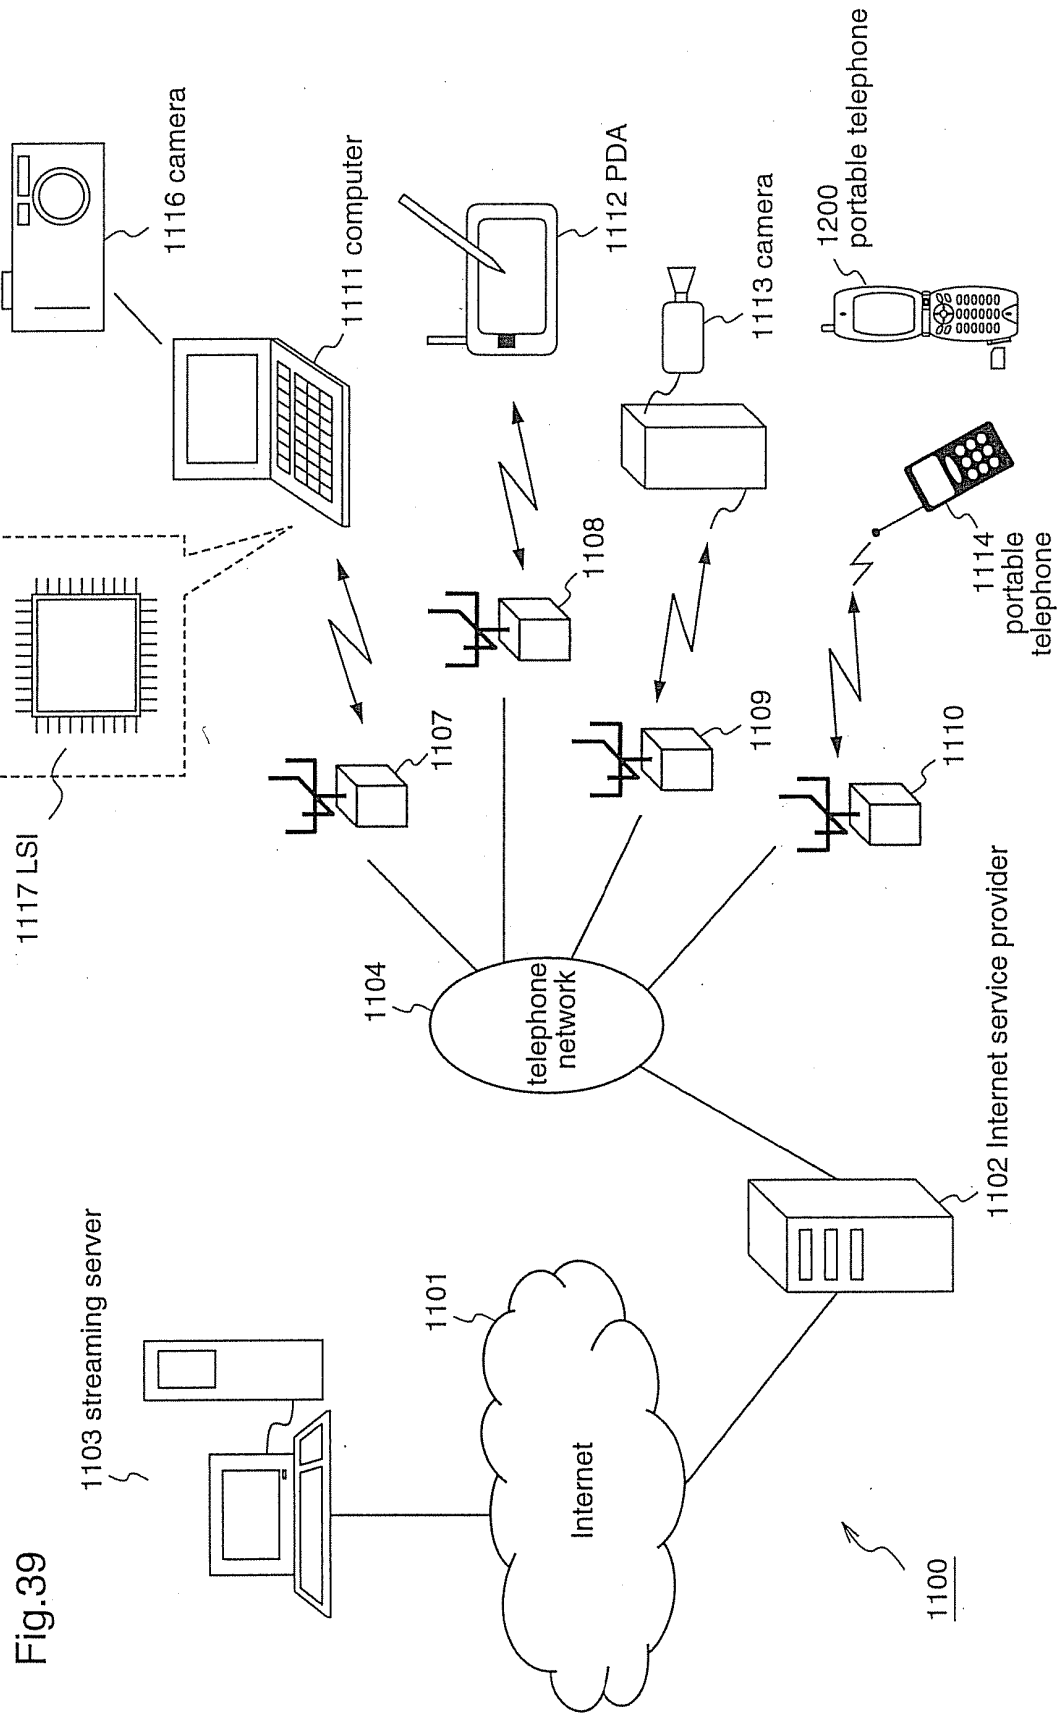 Fig.39
1103 streaming server
1101
Internet
1100
1102 Internet service provider
1104
telephone
network
1117 LSI
1107
1108
1109
1110
1116 camera
1111 computer
1112 PDA
1113 camera
1114
portable
telephone
1200
portable telephone